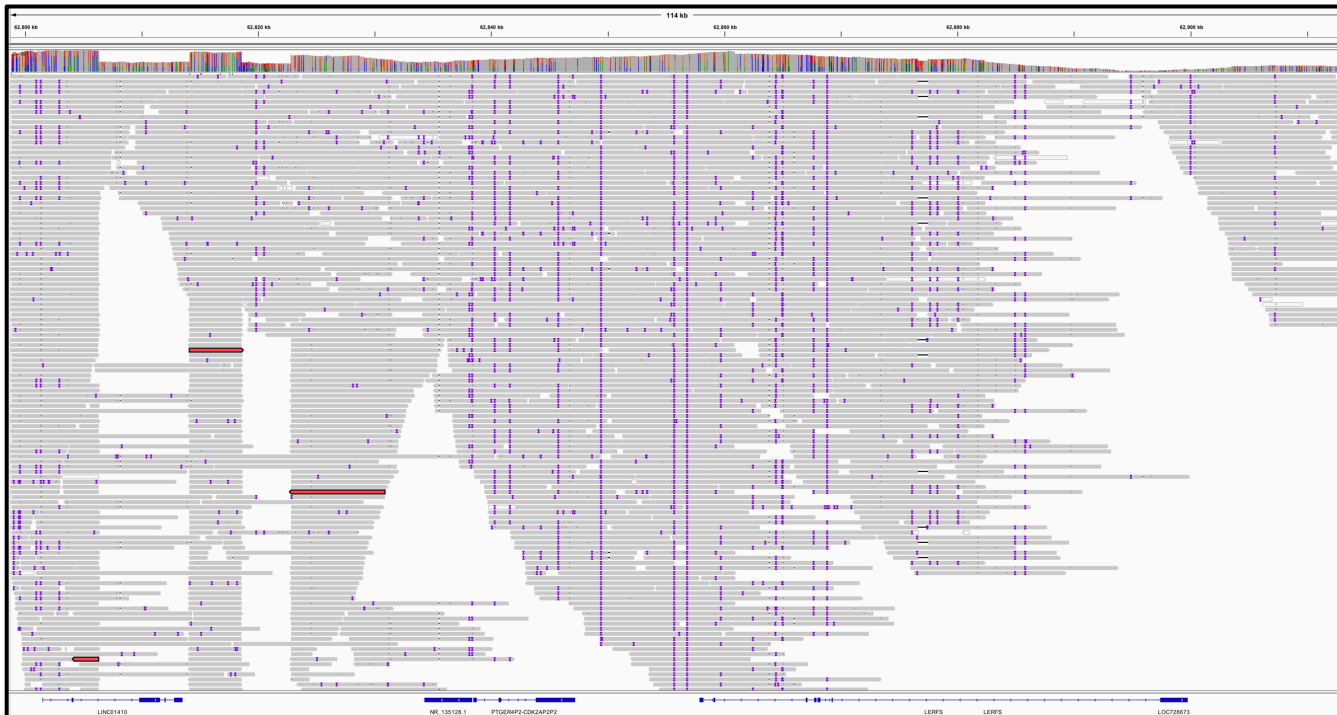 114 kb
62,800 kb 62,820 kb 62,840 kb 62,860 kb 62,880 kb 62,900 kb
LINC01410 NR_135128.1 PTGER4P2-CDK2AP2P2 LERFS LERFS LOC728673